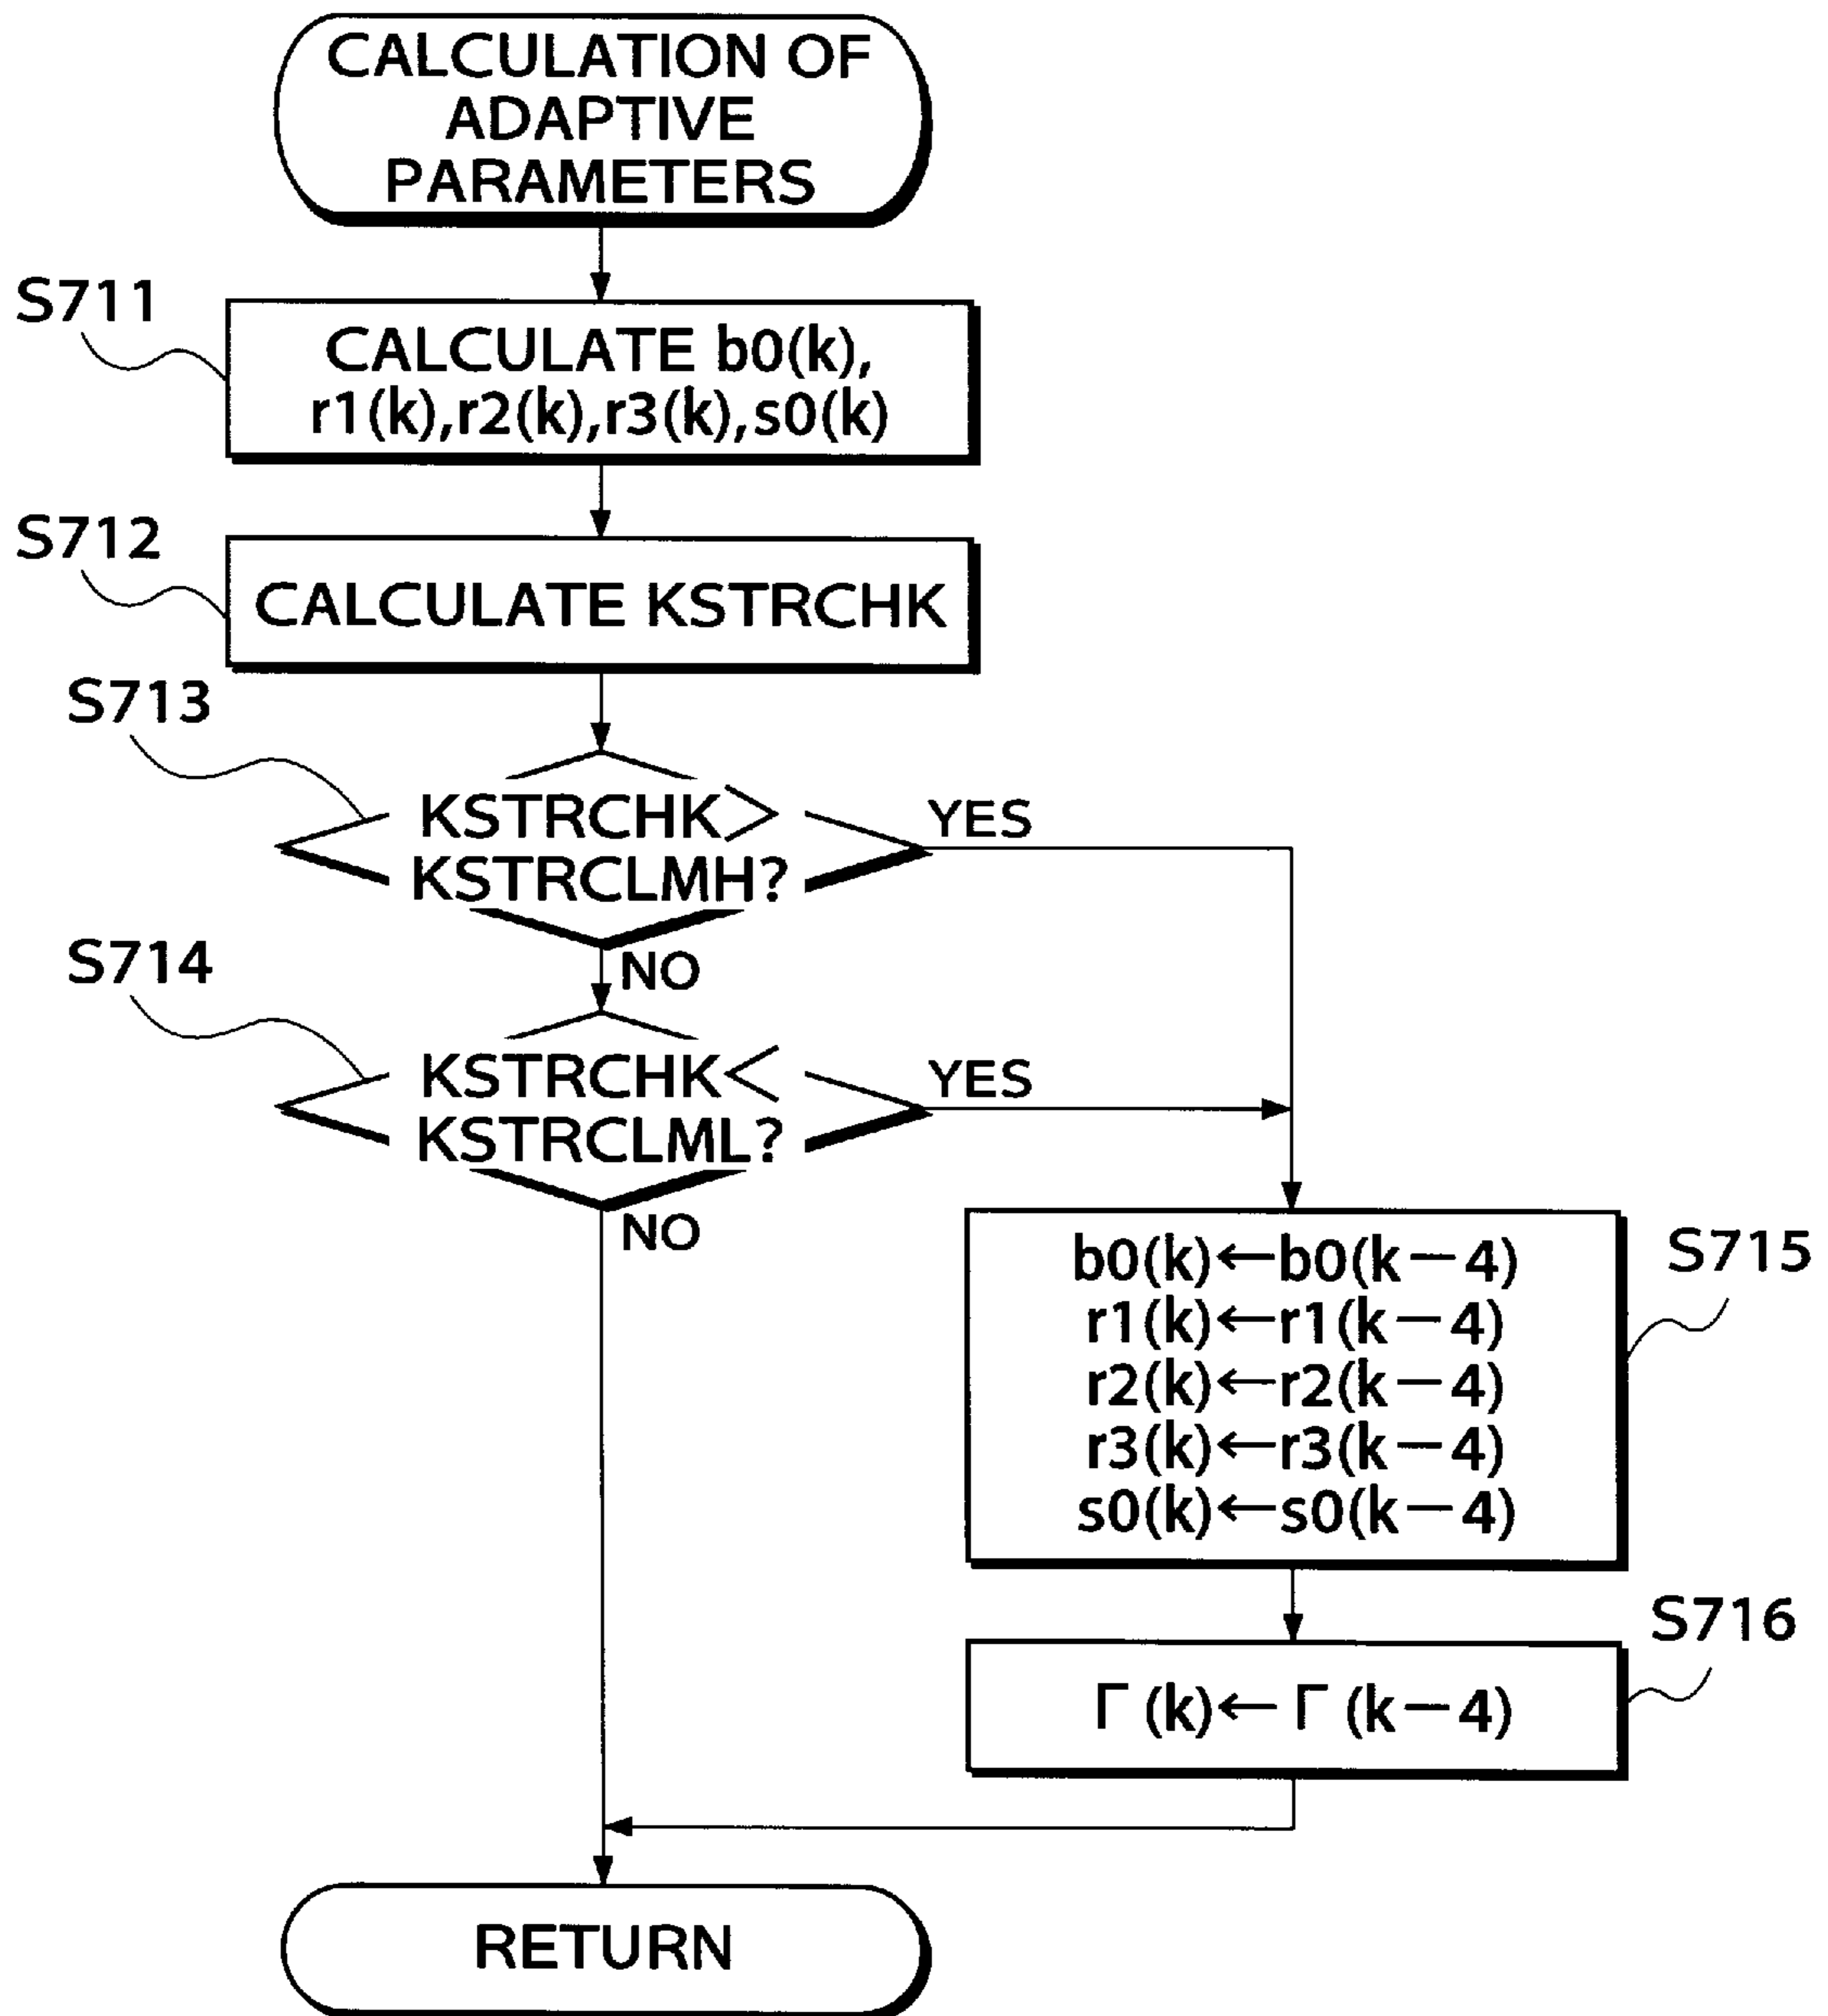 CALCULATION OF
ADAPTIVE
PARAMETERS
S711
CALCULATE b0(k),
r1(k),r2(k),r3(k),s0(k)
S712
CALCULATE KSTRCHK
S713
KSTRCHK>
KSTRCLMH?
YES
NO
S714
KSTRCHK<
KSTRCLML?
YES
NO
S715
b0(k)←b0(k−4)
r1(k)←r1(k−4)
r2(k)←r2(k−4)
r3(k)←r3(k−4)
s0(k)←s0(k−4)
S716
Γ(k)←Γ(k−4)
RETURN